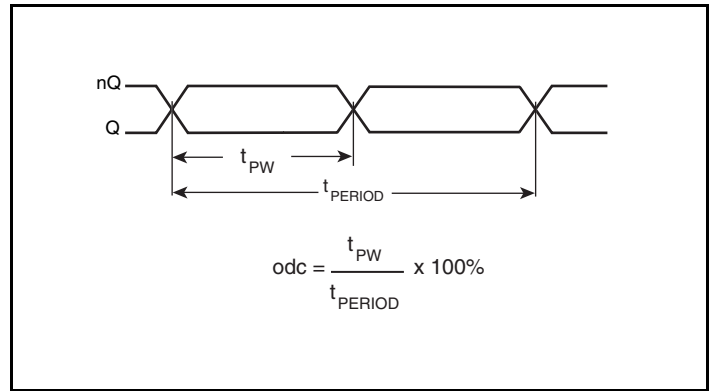 nQ
Q
tPW
tPERIOD
odc = tPW / tPERIOD x 100%